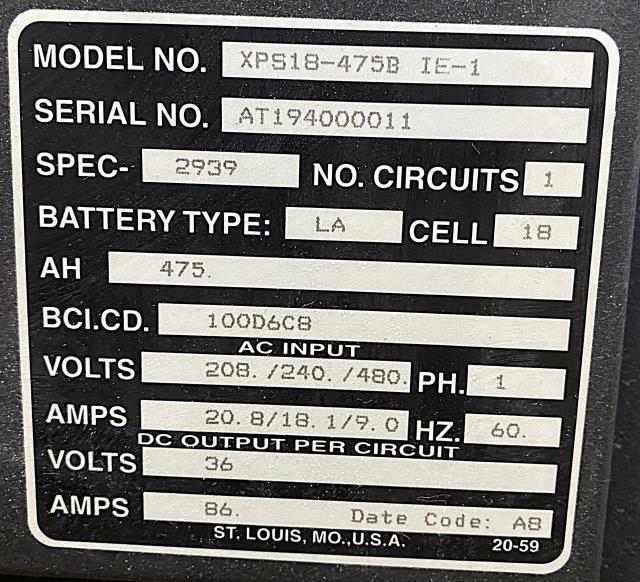 MODEL NO. XPS18-475B IE-1
SERIAL NO. AT194000011
SPEC- 2939 NO. CIRCUITS 1
BATTERY TYPE: LA CELL 18
AH 475.
BCI.CD. 100D6C8
AC INPUT
VOLTS 208. /240. /480. PH. 1
AMPS 20.8/18.1/9.0 HZ. 60.
DC OUTPUT PER CIRCUIT
VOLTS 36
AMPS 86. Date Code: A8
ST. LOUIS, MO.,U.S.A. 20-59